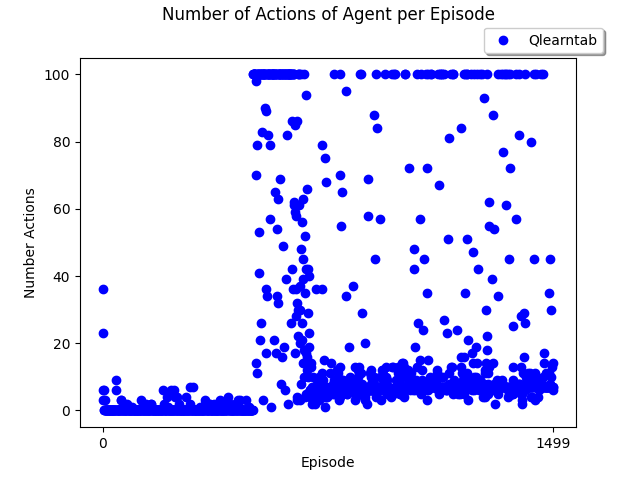 Number of Actions of Agent per Episode
Qlearntab
100
80
60
40
20
0
Number Actions
0
1499
Episode